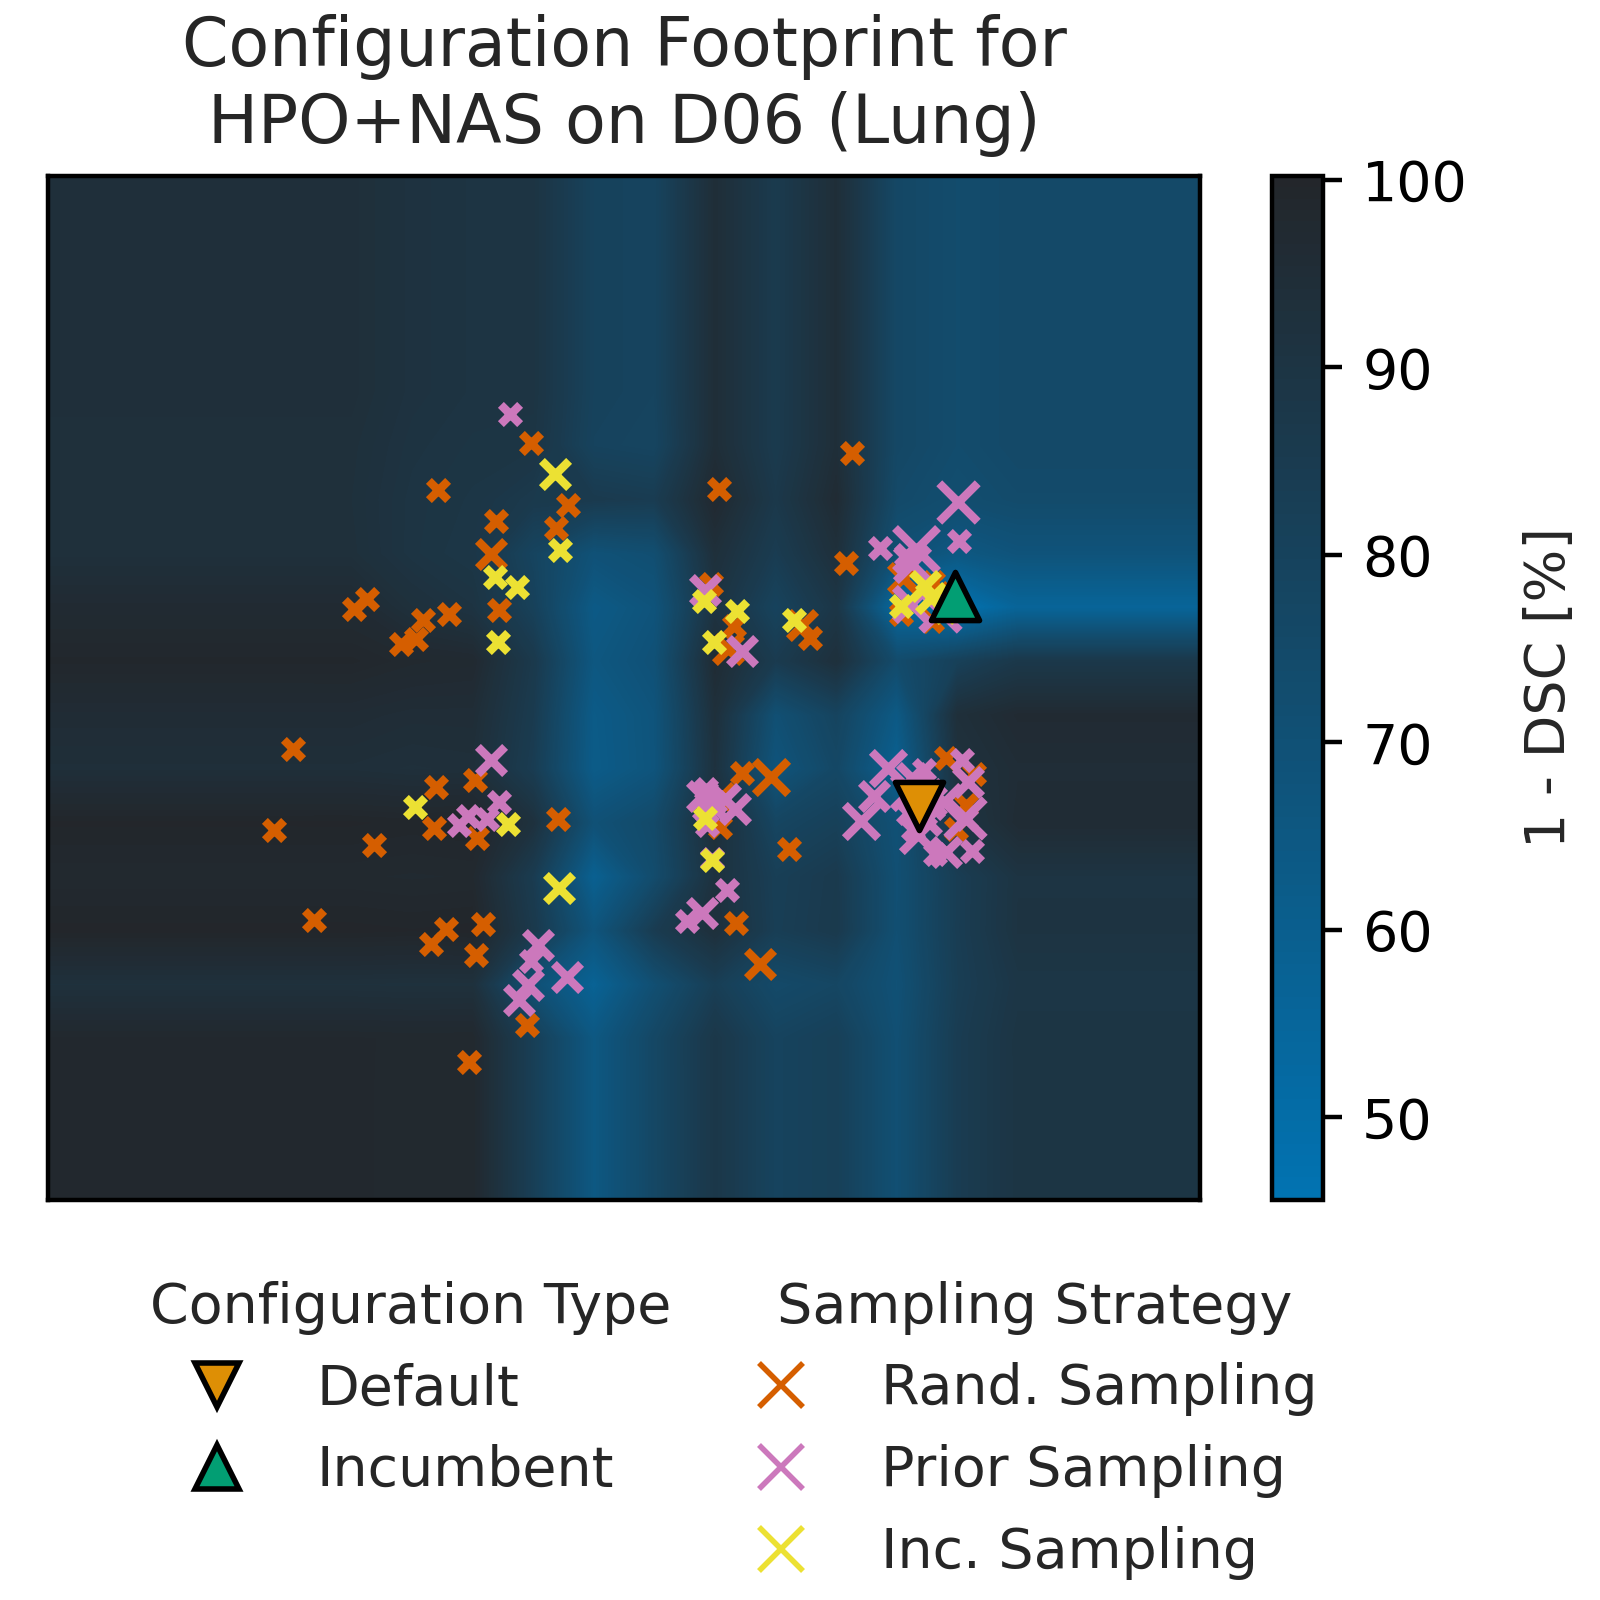 Configuration Footprint for
HPO+NAS on D06 (Lung)
100
90
80
70
60
50
1 - DSC [%]
Configuration Type
Default
Incumbent
Sampling Strategy
Rand. Sampling
Prior Sampling
Inc. Sampling